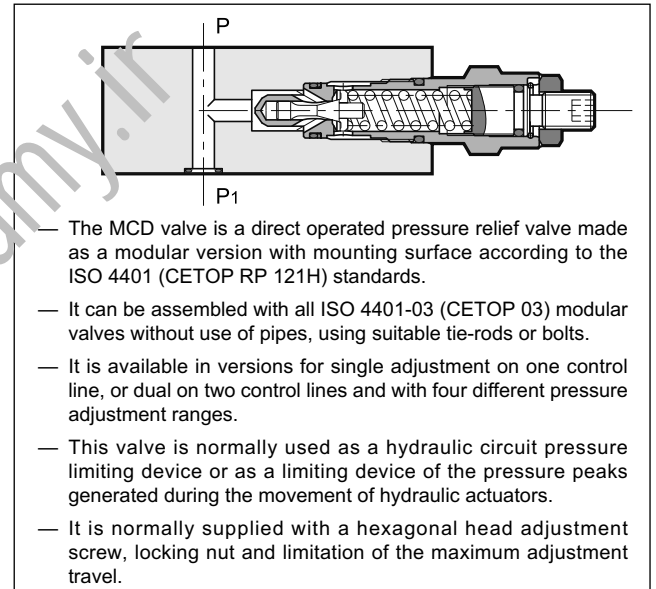 P
P1
— The MCD valve is a direct operated pressure relief valve made
as a modular version with mounting surface according to the
ISO 4401 (CETOP RP 121H) standards.
— It can be assembled with all ISO 4401-03 (CETOP 03) modular
valves without use of pipes, using suitable tie-rods or bolts.
— It is available in versions for single adjustment on one control
line, or dual on two control lines and with four different pressure
adjustment ranges.
— This valve is normally used as a hydraulic circuit pressure
limiting device or as a limiting device of the pressure peaks
generated during the movement of hydraulic actuators.
— It is normally supplied with a hexagonal head adjustment
screw, locking nut and limitation of the maximum adjustment
travel.